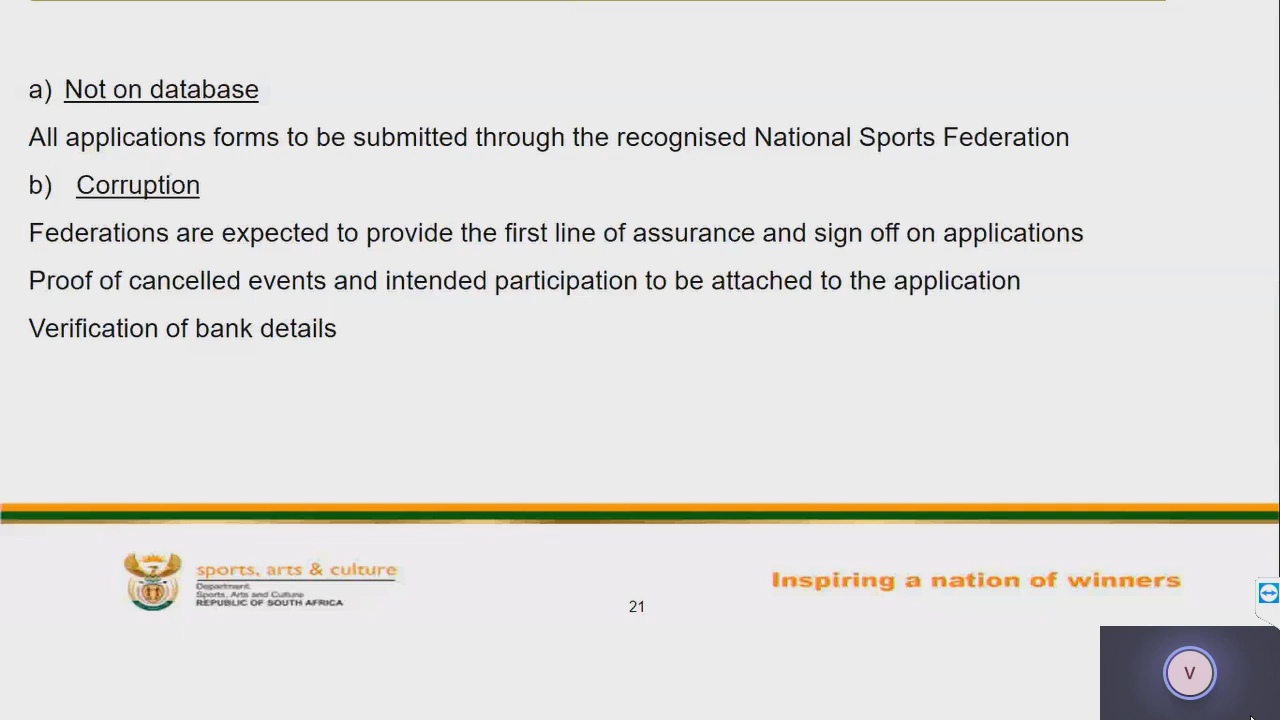 a) Not on database
All applications forms to be submitted through the recognised National Sports Federation
b) Corruption
Federations are expected to provide the first line of assurance and sign off on applications
Proof of cancelled events and intended participation to be attached to the application
Verification of bank details
sports, arts & culture
Department:
Sports, Arts and Culture
REPUBLIC OF SOUTH AFRICA
Inspiring a nation of winners
21
V